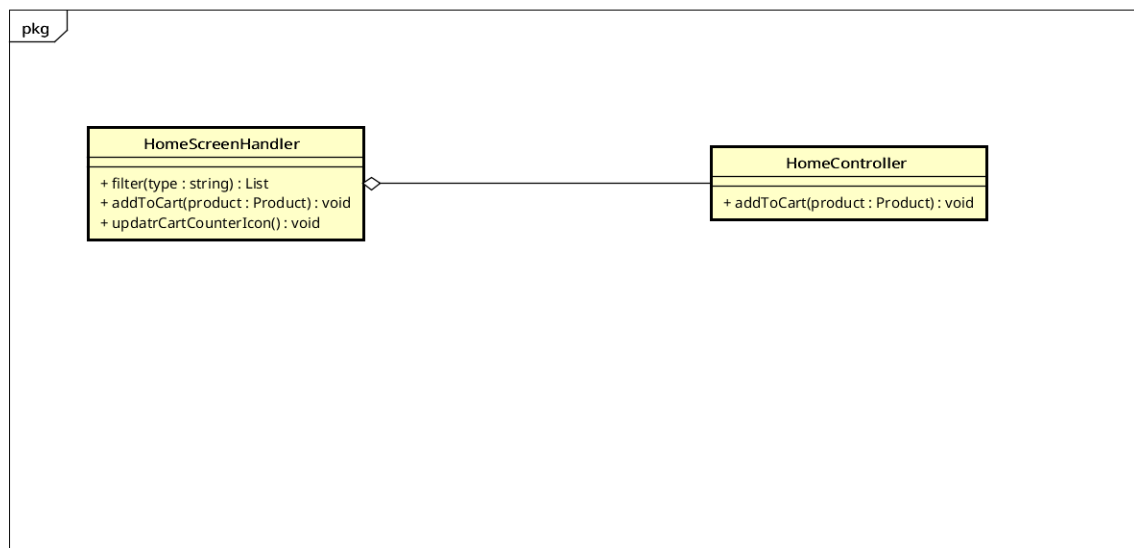 pkg
HomeScreenHandler
+ filter(type : string) : List
+ addToCart(product : Product) : void
+ updatrCartCounterIcon() : void
HomeController
+ addToCart(product : Product) : void